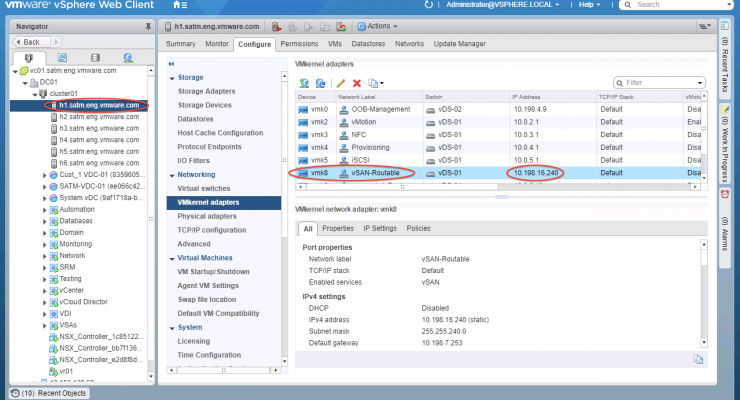 vmware® vSphere Web Client
Administrator@VSPHERE.LOCAL
Help
Search
Navigator
Back
vc01.satm.eng.vmware.com
DC01
cluster01
h1.satm.eng.vmware.com
h2.satm.eng.vmware.com
h3.satm.eng.vmware.com
h4.satm.eng.vmware.com
h5.satm.eng.vmware.com
h6.satm.eng.vmware.com
Cust_1 VDC-01 (8359605...
SATM-VDC-01 (ee066c42...
System vDC (9af1718a-b...
Automation
Databases
Domain
Monitoring
Network
SRM
Testing
vCenter
vCloud Director
VDI
VSAs
NSX_Controller_1c85122...
NSX_Controller_bb7f136...
NSX_Controller_e2d8f8d...
vr01
(10) Recent Objects
h1.satm.eng.vmware.com
Actions
Summary Monitor Configure Permissions VMs Datastores Networks Update Manager
Storage
Storage Adapters
Storage Devices
Datastores
Host Cache Configuration
Protocol Endpoints
I/O Filters
Networking
Virtual switches
VMkernel adapters
Physical adapters
TCP/IP configuration
Advanced
Virtual Machines
VM Startup/Shutdown
Agent VM Settings
Swap file location
Default VM Compatibility
System
Licensing
Time Configuration
VMkernel adapters
Filter
Device Network Label Switch IP Address TCP/IP Stack vMotio
vmk0 OOB-Management vDS-02 10.198.4.9 Default Disa
vmk2 vMotion vDS-01 10.0.2.1 Default Enal
vmk3 NFC vDS-01 10.0.3.1 Default Disa
vmk4 Provisioning vDS-01 10.0.4.1 Default Disa
vmk5 iSCSI vDS-01 10.0.5.1 Default Disa
vmk8 vSAN-Routable vDS-01 10.198.16.240 Default Disa
VMkernel network adapter: vmk8
All Properties IP Settings Policies
Port properties
Network label vSAN-Routable
TCP/IP stack Default
Enabled services vSAN
IPv4 settings
DHCP Disabled
IPv4 address 10.198.16.240 (static)
Subnet mask 255.255.240.0
Default gateway 10.198.7.253
(0) Recent Tasks
(0) Work In Progress
(0) Alarms